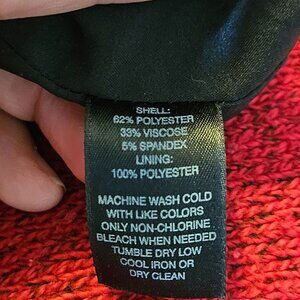 SHELL:
62% POLYESTER
33% VISCOSE
5% SPANDEX
LINING:
100% POLYESTER
MACHINE WASH COLD
WITH LIKE COLORS
ONLY NON-CHLORINE
BLEACH WHEN NEEDED
TUMBLE DRY LOW
COOL IRON OR
DRY CLEAN